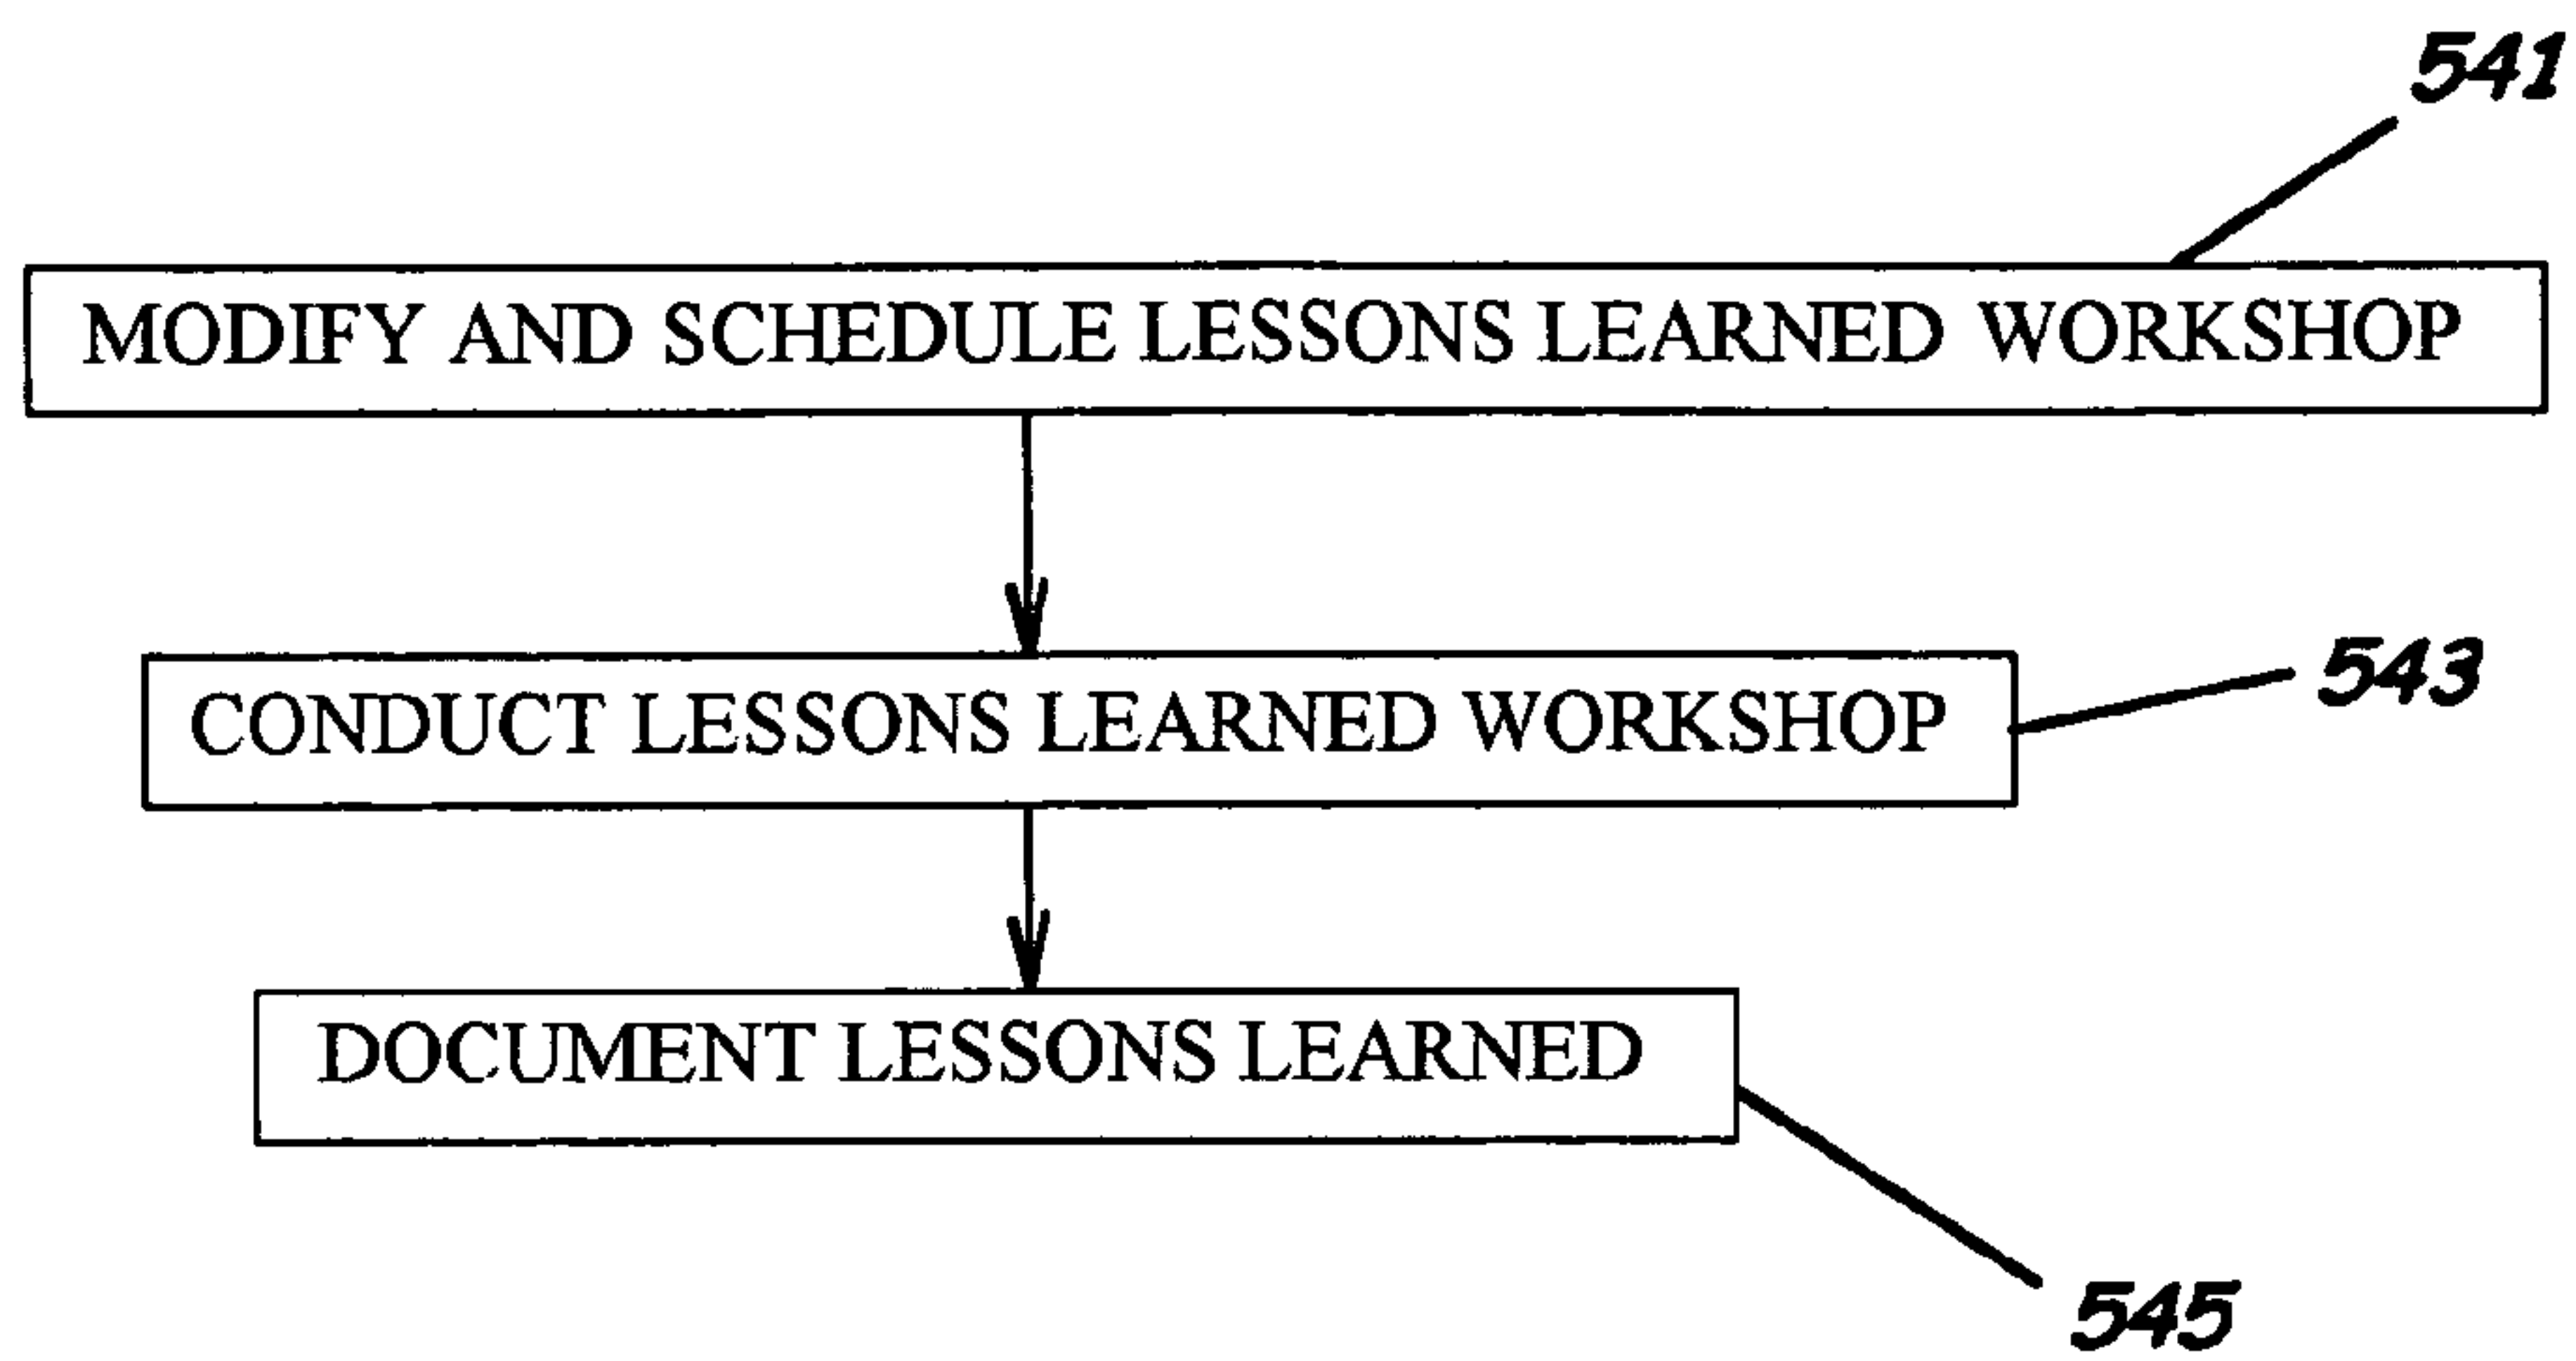 541
MODIFY AND SCHEDULE LESSONS LEARNED WORKSHOP
543
CONDUCT LESSONS LEARNED WORKSHOP
DOCUMENT LESSONS LEARNED
545